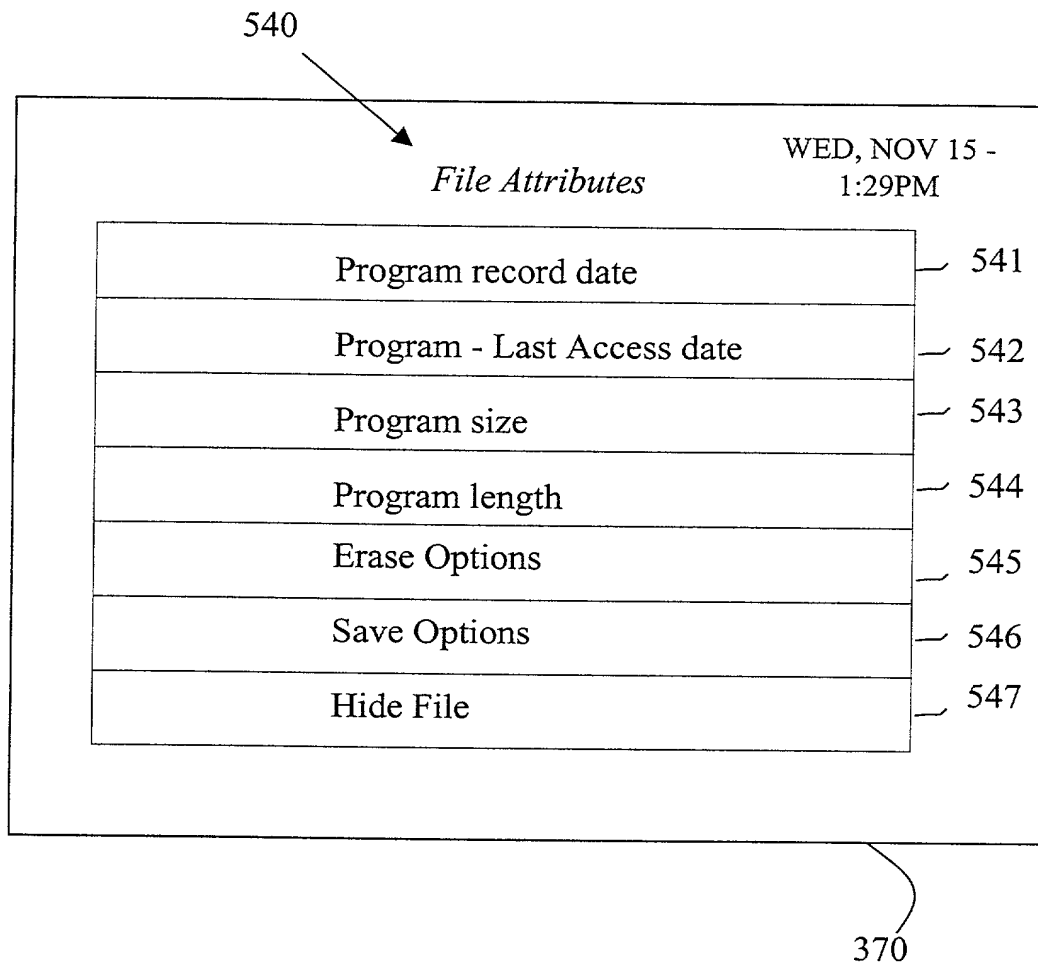 540
WED, NOV 15 -
1:29PM
File Attributes
Program record date 541
Program - Last Access date 542
Program size 543
Program length 544
Erase Options 545
Save Options 546
Hide File 547
370